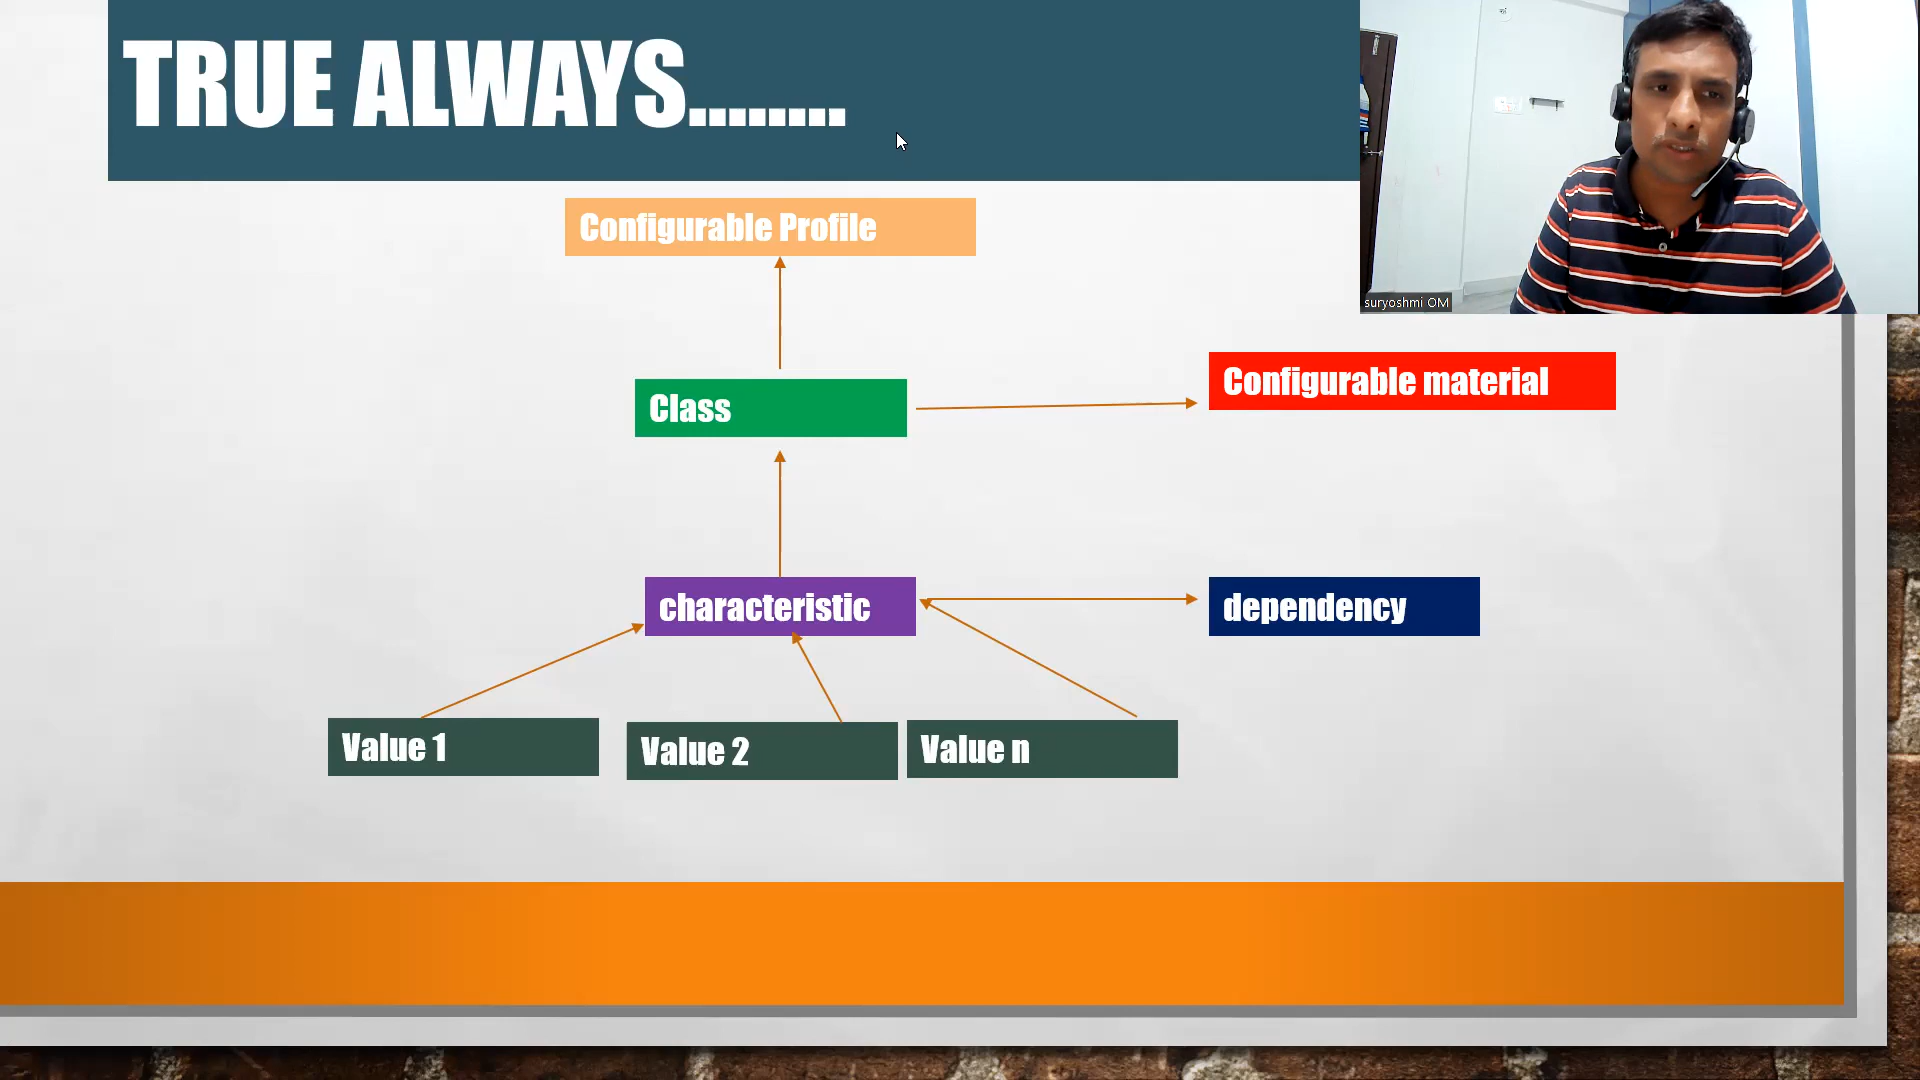 TRUE ALWAYS........
Configurable Profile
suryoshmi OM
Configurable material
Class
characteristic
dependency
Value 1
Value 2
Value n